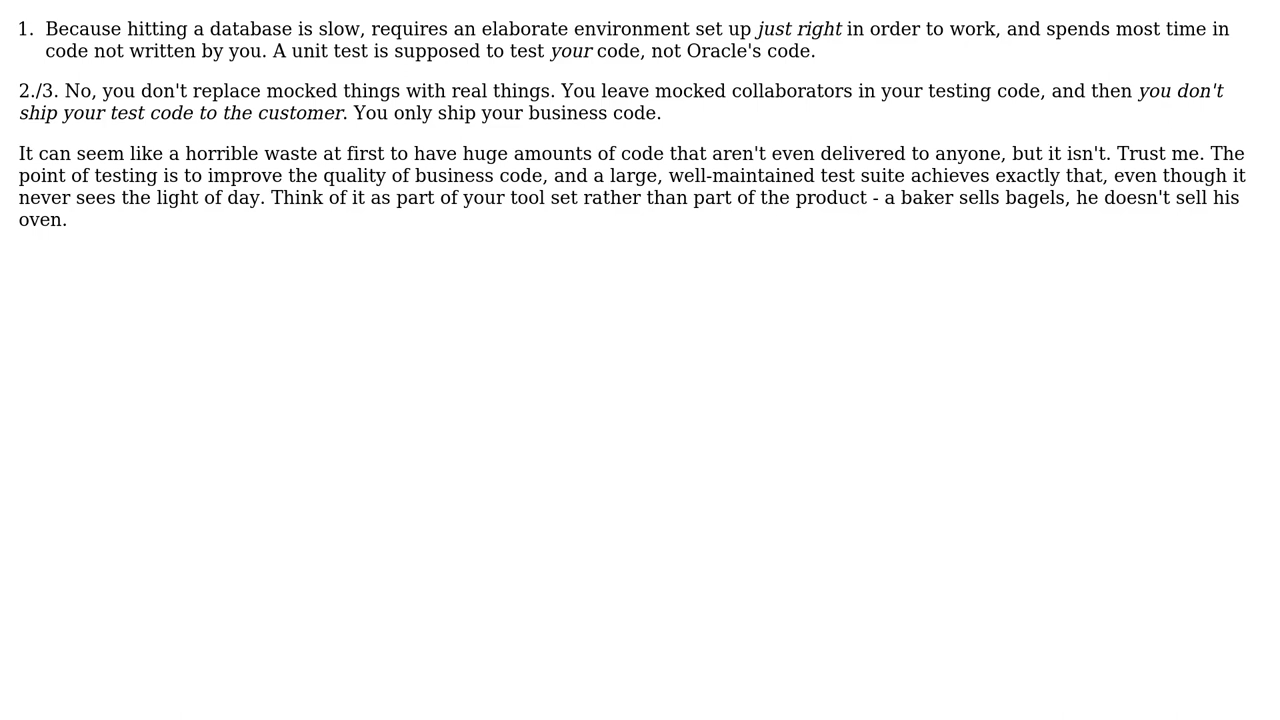 1. Because hitting a database is slow, requires an elaborate environment set up just right in order to work, and spends most time in
code not written by you. A unit test is supposed to test your code, not Oracle's code.
2./3. No, you don't replace mocked things with real things. You leave mocked collaborators in your testing code, and then you don't
ship your test code to the customer. You only ship your business code.
It can seem like a horrible waste at first to have huge amounts of code that aren't even delivered to anyone, but it isn't. Trust me. The
point of testing is to improve the quality of business code, and a large, well-maintained test suite achieves exactly that, even though it
never sees the light of day. Think of it as part of your tool set rather than part of the product - a baker sells bagels, he doesn't sell his
oven.